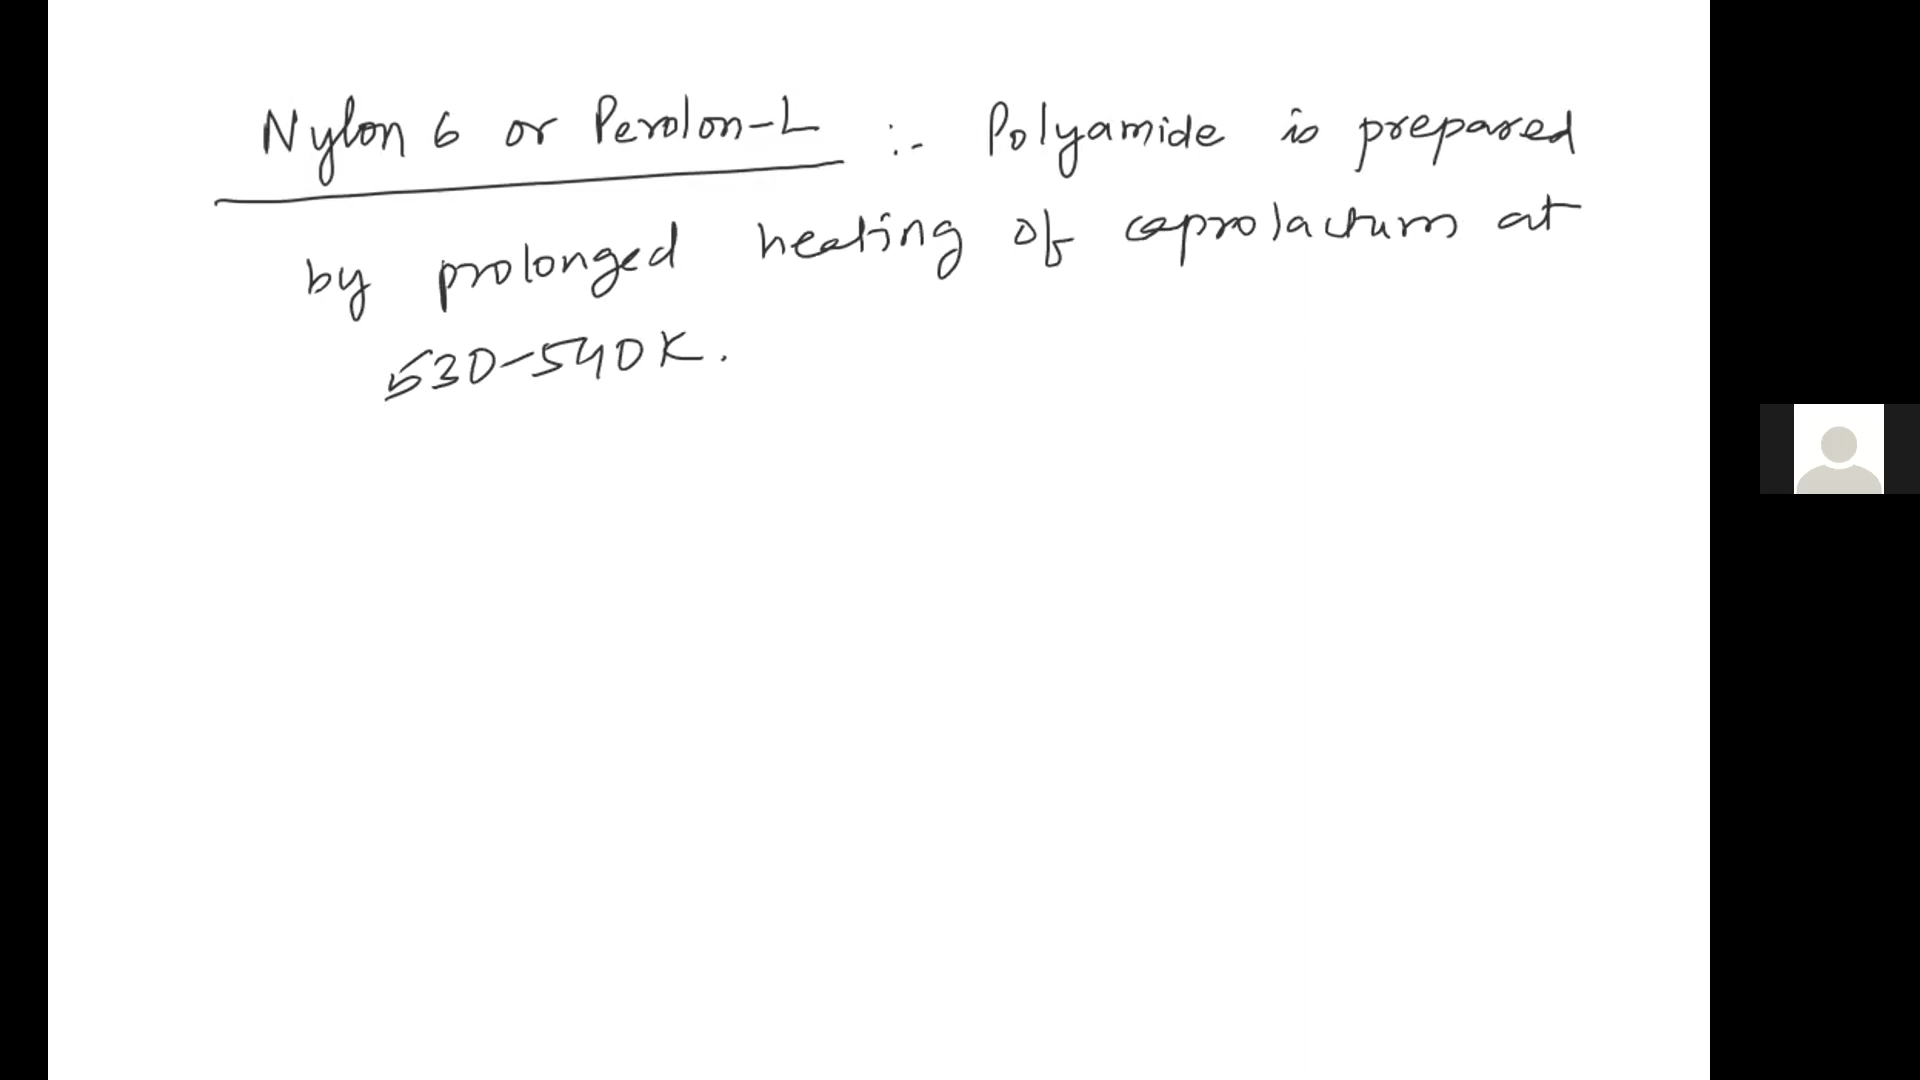 Nylon 6 or Perolon-L :- Polyamide is prepared
by prolonged heating of caprolactum at
530-540K.